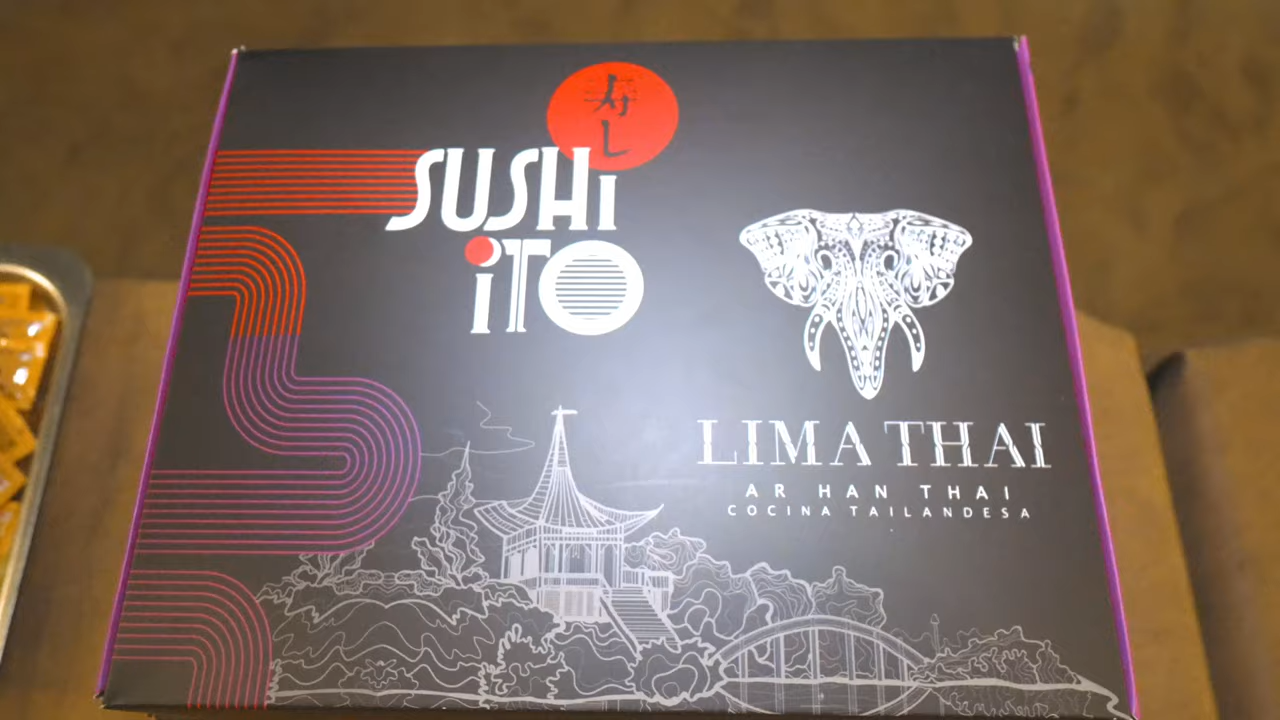 寿
し
SUSHi
iTO
LIMA THAI
AR HAN THAI
COCINA TAILANDESA